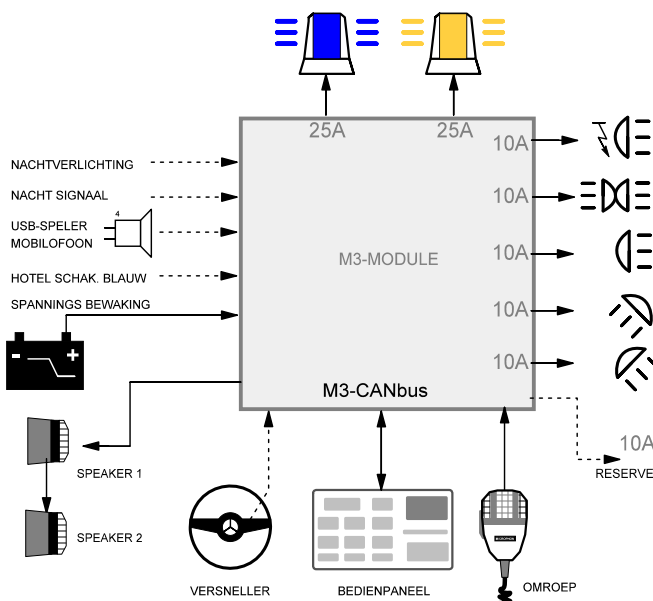 25A
25A
10A
NACHTVERLICHTING
NACHT SIGNAAL
10A
4
USB-SPELER
MOBILOFOON
M3-MODULE
10A
HOTEL SCHAK. BLAUW
SPANNINGS BEWAKING
10A
- +
10A
M3-CANbus
10A
RESERVE
SPEAKER 1
SPEAKER 2
VERSNELLER
BEDIENPANEEL
OMROEP